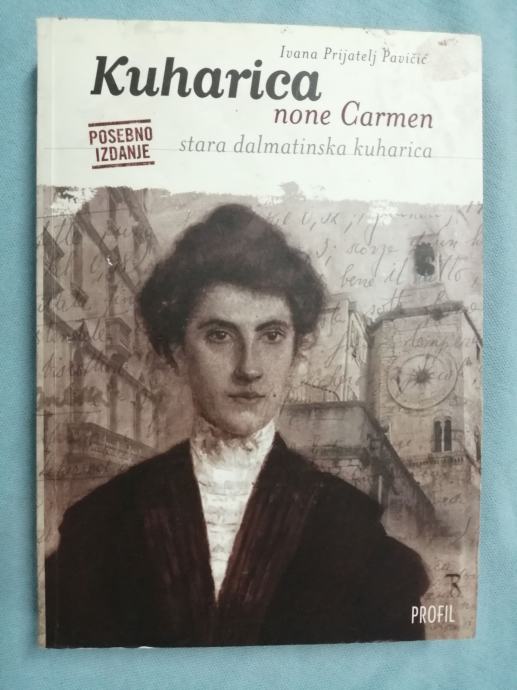 Ivana Prijatelj Pavičić
Kuharica
none Carmen
POSEBNO
IZDANJE
stara dalmatinska kuharica
PROFIL